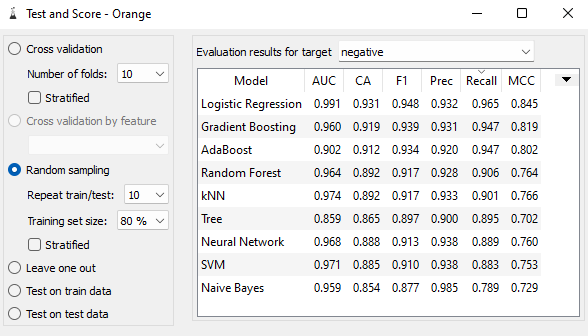 Test and Score - Orange
Cross validation
Number of folds: 10
Stratified
Cross validation by feature
Random sampling
Repeat train/test: 10
Training set size: 80 %
Stratified
Leave one out
Test on train data
Test on test data
Evaluation results for target negative
Model AUC CA F1 Prec Recall MCC
Logistic Regression 0.991 0.931 0.948 0.932 0.965 0.845
Gradient Boosting 0.960 0.919 0.939 0.931 0.947 0.819
AdaBoost 0.902 0.912 0.934 0.920 0.947 0.802
Random Forest 0.964 0.892 0.917 0.928 0.906 0.764
kNN 0.974 0.892 0.917 0.933 0.901 0.766
Tree 0.859 0.865 0.897 0.900 0.895 0.702
Neural Network 0.968 0.888 0.913 0.938 0.889 0.760
SVM 0.971 0.885 0.910 0.938 0.883 0.753
Naive Bayes 0.959 0.854 0.877 0.985 0.789 0.729